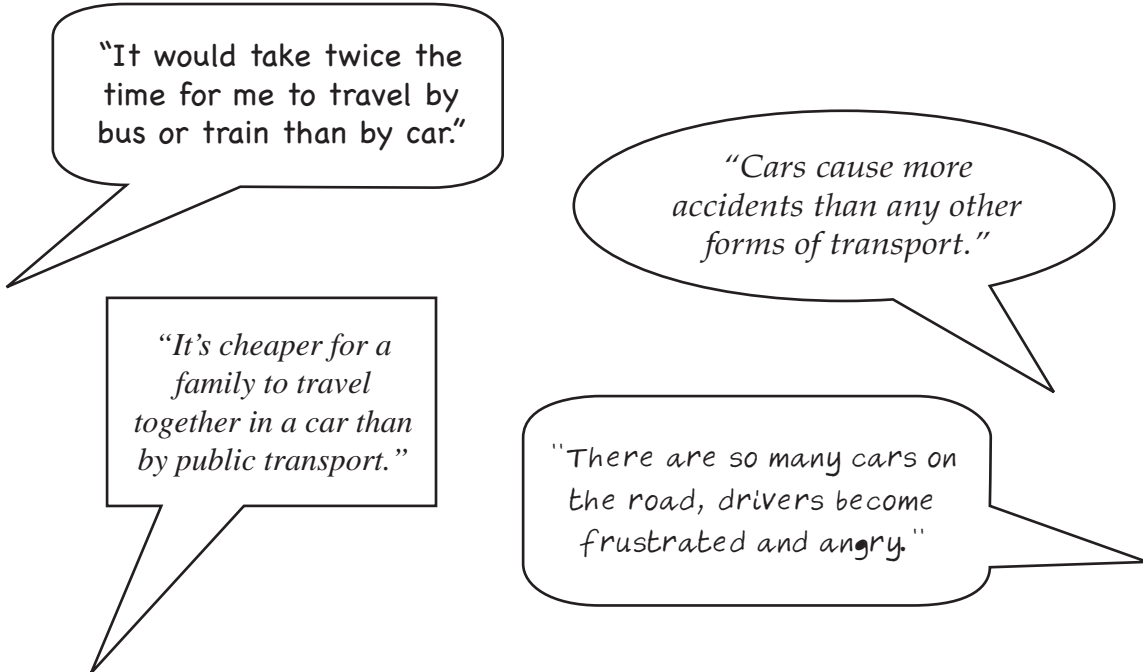 “It would take twice the
time for me to travel by
bus or train than by car.”
“Cars cause more
accidents than any other
forms of transport.”
“It’s cheaper for a
family to travel
together in a car than
by public transport.”
"There are so many cars on
the road, drivers become
frustrated and angry."